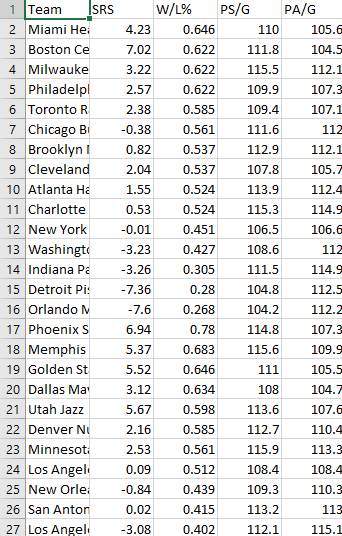 1 Team SRS W/L% PS/G PA/G
2 Miami Hea 4.23 0.646 110 105.6
3 Boston Ce 7.02 0.622 111.8 104.5
4 Milwauke 3.22 0.622 115.5 112.1
5 Philadelp 2.57 0.622 109.9 107.3
6 Toronto R 2.38 0.585 109.4 107.1
7 Chicago B -0.38 0.561 111.6 112
8 Brooklyn 0.82 0.537 112.9 112.1
9 Cleveland 2.04 0.537 107.8 105.7
10 Atlanta Ha 1.55 0.524 113.9 112.4
11 Charlotte 0.53 0.524 115.3 114.9
12 New York -0.01 0.451 106.5 106.6
13 Washingto -3.23 0.427 108.6 112
14 Indiana Pa -3.26 0.305 111.5 114.9
15 Detroit Pis -7.36 0.28 104.8 112.5
16 Orlando M -7.6 0.268 104.2 112.2
17 Phoenix S 6.94 0.78 114.8 107.3
18 Memphis 5.37 0.683 115.6 109.9
19 Golden St 5.52 0.646 111 105.5
20 Dallas Mav 3.12 0.634 108 104.7
21 Utah Jazz 5.67 0.598 113.6 107.6
22 Denver Nu 2.16 0.585 112.7 110.4
23 Minnesot 2.53 0.561 115.9 113.3
24 Los Angel 0.09 0.512 108.4 108.4
25 New Orle -0.84 0.439 109.3 110.3
26 San Anton 0.02 0.415 113.2 113
27 Los Angel -3.08 0.402 112.1 115.1